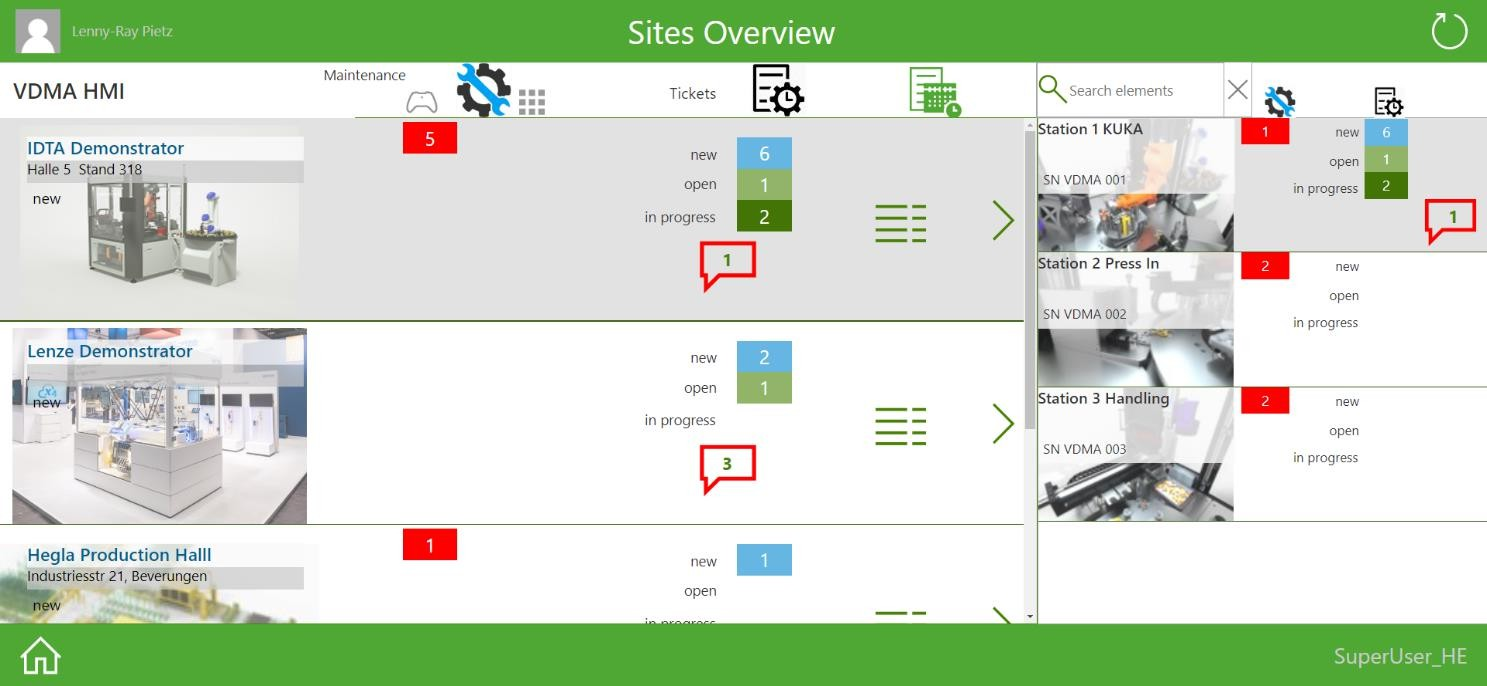 Lenny-Ray Pietz
Sites Overview
VDMA HMI
Maintenance
Tickets
Search elements
IDTA Demonstrator
Halle 5 Stand 318
new
5
new 6
open 1
in progress 2
1
Lenze Demonstrator
new
new 2
open 1
in progress
3
Hegla Production Halll
Industriesstr 21, Beverungen
new
1
new 1
open
in progress
Station 1 KUKA
SN VDMA 001
1
new 6
open 1
in progress 2
1
Station 2 Press In
SN VDMA 002
2
new
open
in progress
Station 3 Handling
SN VDMA 003
2
new
open
in progress
SuperUser_HE